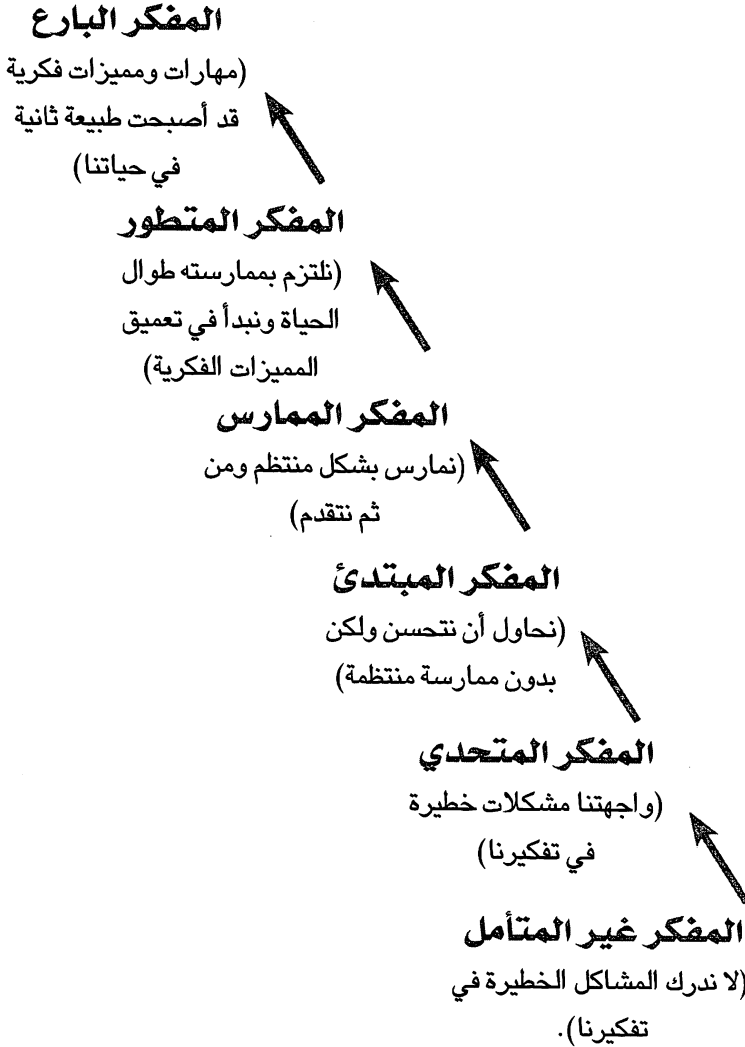 المفكر البارع
(مهارات ومميزات فكرية
قد أصبحت طبيعة ثانية
في حياتنا)
المفكر المتطور
(نلتزم بممارسته طوال
الحياة ونبدأ في تعميق
المميزات الفكرية)
المفكر الممارس
(نمارس بشكل منتظم ومن
ثم نتقدم)
المفكر المبتدئ
(نحاول أن نتحسن ولكن
بدون ممارسة منتظمة)
المفكر المتحدي
(واجهتنا مشكلات خطيرة
في تفكيرنا)
المفكر غير المتأمل
(لا ندرك المشاكل الخطيرة في
تفكيرنا).